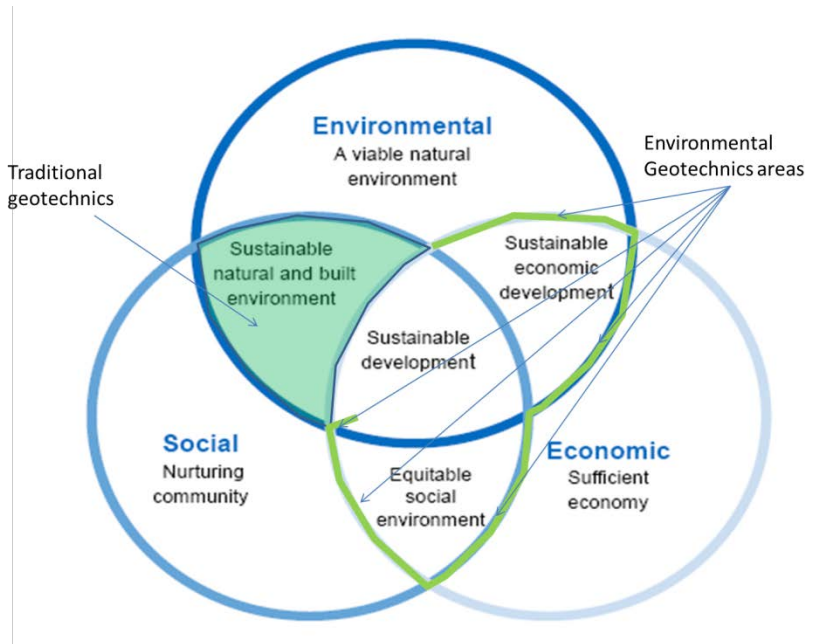 Environmental
A viable natural
environment
Traditional
geotechnics
Environmental
Geotechnics areas
Sustainable
natural and built
environment
Sustainable
economic
development
Sustainable
development
Social
Nurturing
community
Equitable
social
environment
Economic
Sufficient
economy